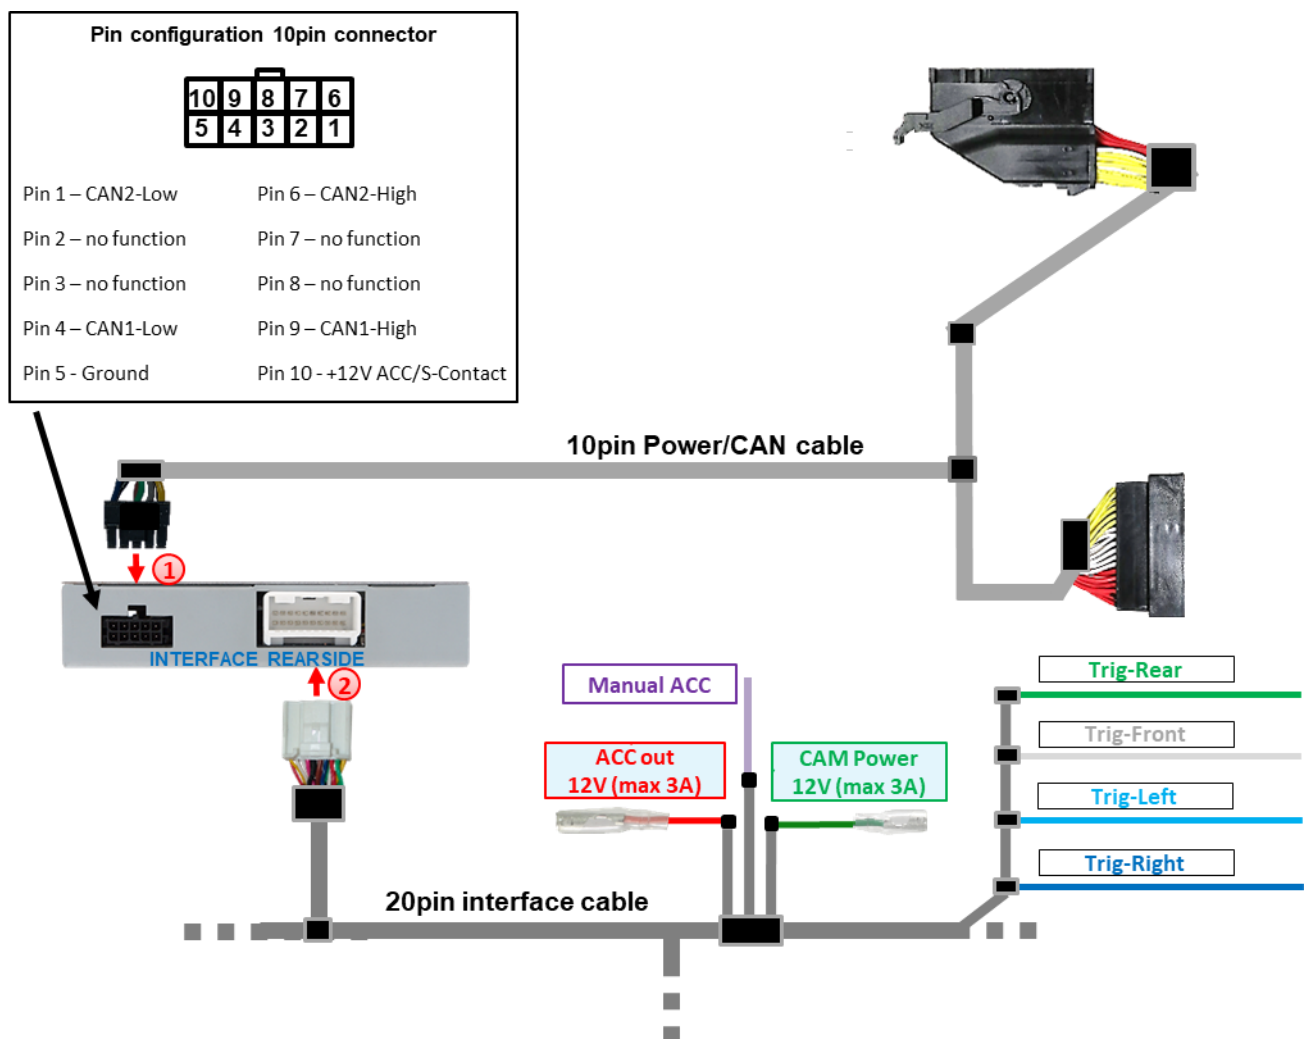 Pin configuration 10pin connector
10 9 8 7 6
5 4 3 2 1
Pin 1 – CAN2-Low Pin 6 – CAN2-High
Pin 2 – no function Pin 7 – no function
Pin 3 – no function Pin 8 – no function
Pin 4 – CAN1-Low Pin 9 – CAN1-High
Pin 5 - Ground Pin 10 - +12V ACC/S-Contact
10pin Power/CAN cable
1
INTERFACE REARSIDE
2
Manual ACC
ACC out
12V (max 3A)
CAM Power
12V (max 3A)
Trig-Rear
Trig-Front
Trig-Left
Trig-Right
20pin interface cable